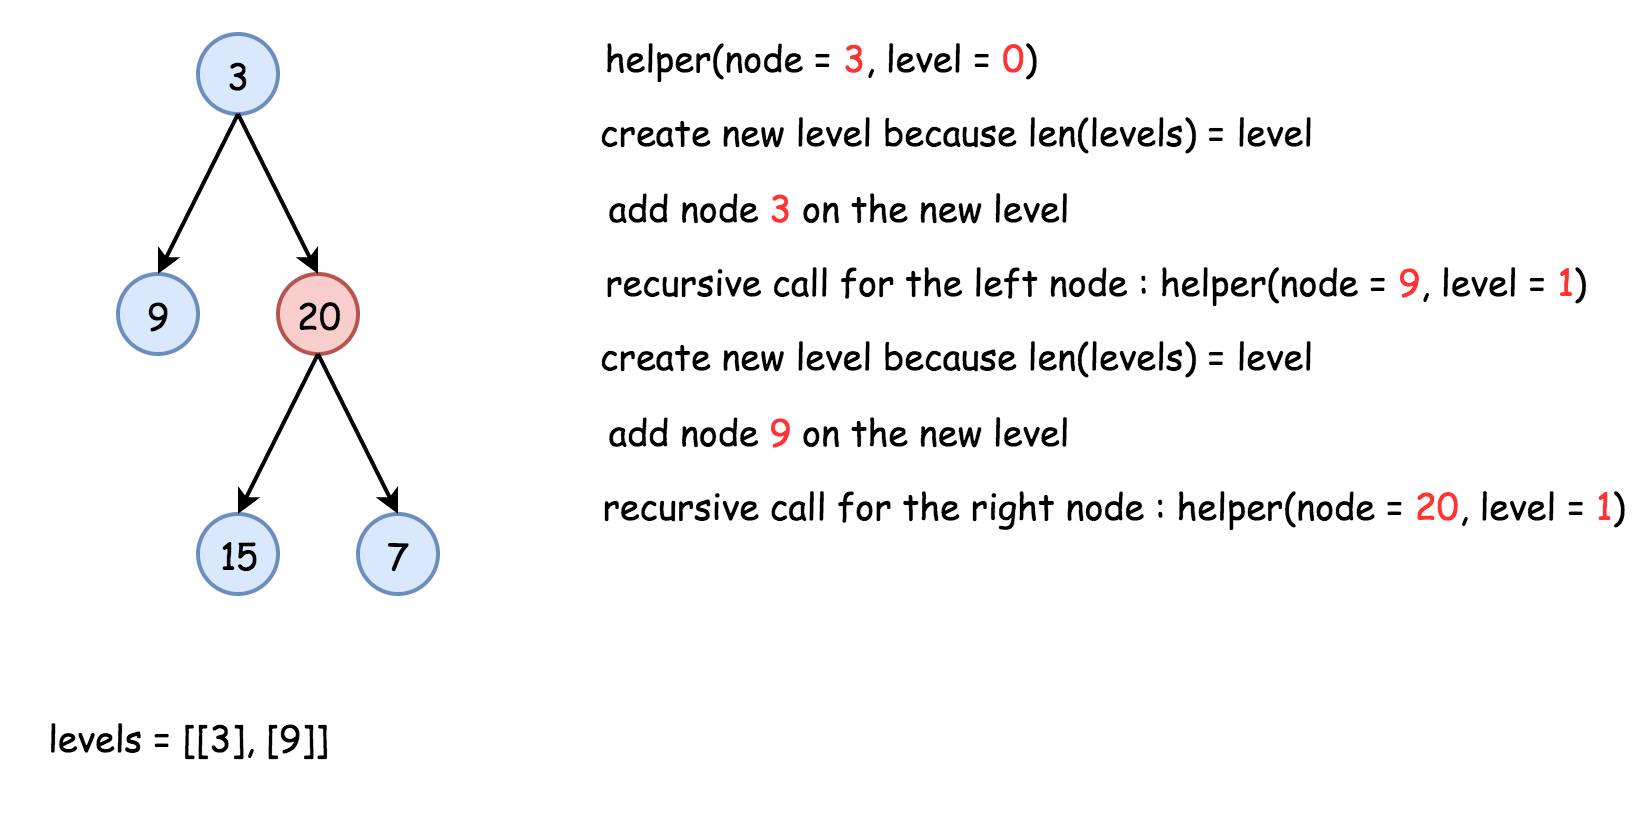 3
9
20
15
7
helper(node = 3, level = 0)
create new level because len(levels) = level
add node 3 on the new level
recursive call for the left node : helper(node = 9, level = 1)
create new level because len(levels) = level
add node 9 on the new level
recursive call for the right node : helper(node = 20, level = 1)
levels = [[3], [9]]